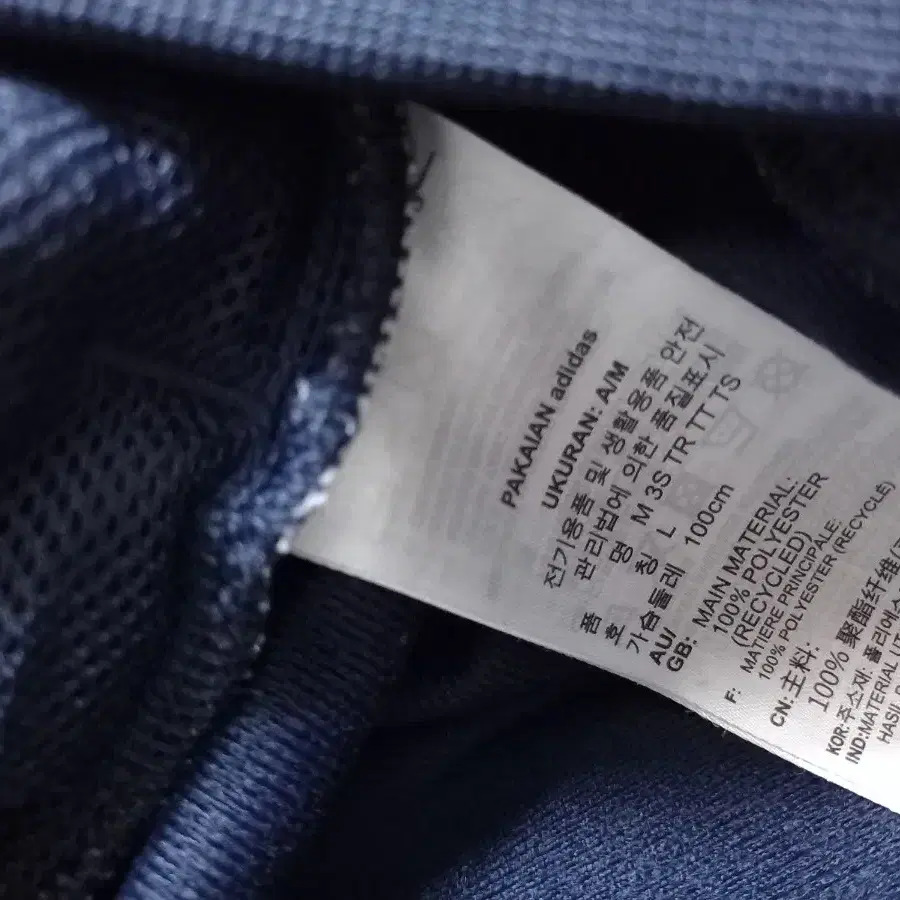 PAKAIAN adidas
UKURAN: A/M
전기용품 및 생활용품 안전
관리법에 의한 품질표시
품 명 M 3S TR TT TS
호 칭 L
가슴둘레 100cm
AU/
GB: MAIN MATERIAL:
100% POLYESTER
(RECYCLED)
F: MATIERE PRINCIPALE:
100% POLYESTER (RECYCLÉ)
CN: 主料:
100% 聚酯纤维
KOR: 주소재: 폴리에스
IND: MATERIAL UT
HASIL